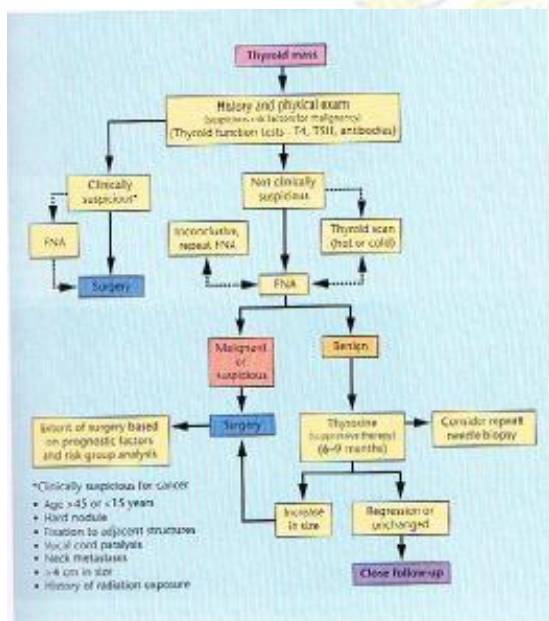 Thyroid mass
History and physical exam
(suspicious risk factors for malignancy)
(Thyroid function tests - T4, TSH, antibodies)
Clinically
suspicious*
Not clinically
suspicious
FNA
Inconclusive,
repeat FNA
Thyroid scan
(hot or cold)
Surgery
FNA
Malignant
or
suspicious
Benign
Extent of surgery based
on prognostic factors
and risk group analysis
Surgery
Thyroxine
(suppressive therapy)
(6-9 months)
Consider repeat
needle biopsy
*Clinically suspicious for cancer
• Age >45 or <15 years
• Hard nodule
• Fixation to adjacent structures
• Vocal cord paralysis
• Neck metastases
• >4 cm in size
• History of radiation exposure
Increase
in size
Regression or
unchanged
Close follow-up